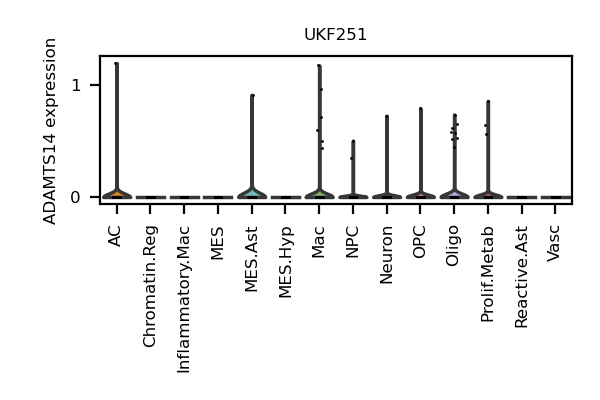 UKF251
ADAMTS14 expression
1
0
AC
Chromatin.Reg
Inflammatory.Mac
MES
MES.Ast
MES.Hyp
Mac
NPC
Neuron
OPC
Oligo
Prolif.Metab
Reactive.Ast
Vasc